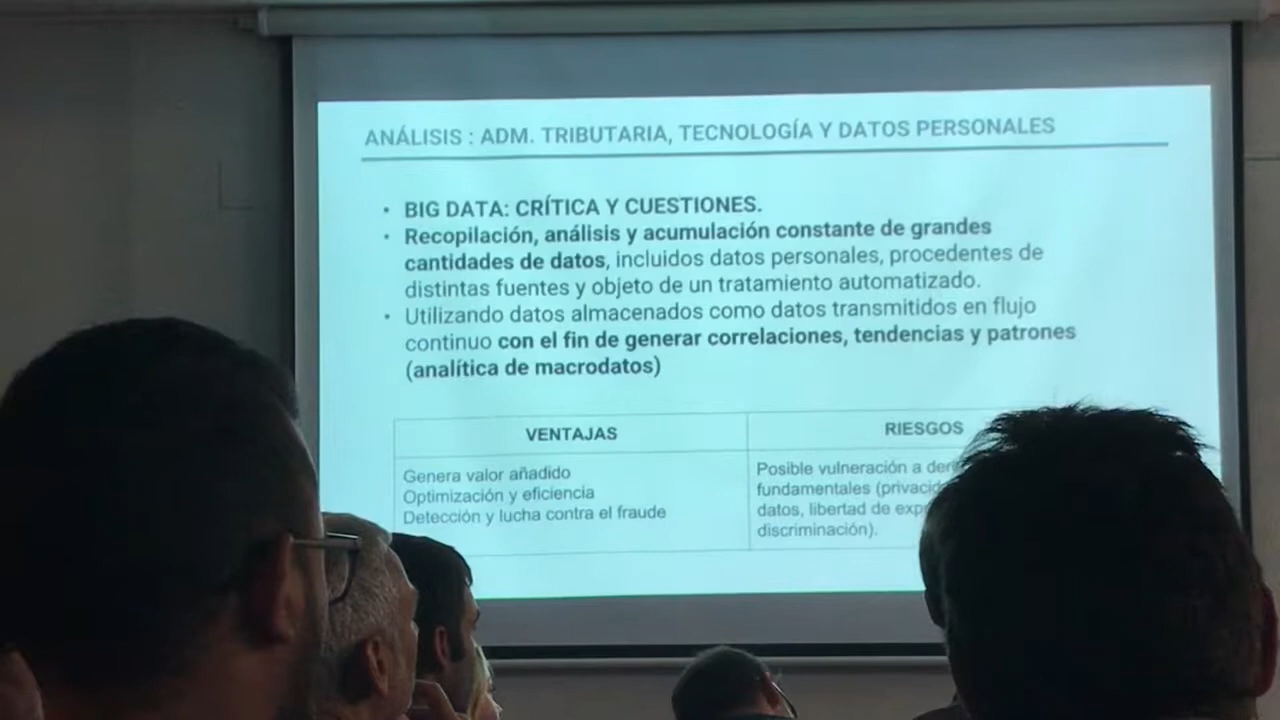 ANÁLISIS : ADM. TRIBUTARIA, TECNOLOGÍA Y DATOS PERSONALES
• BIG DATA: CRÍTICA Y CUESTIONES.
• Recopilación, análisis y acumulación constante de grandes
cantidades de datos, incluidos datos personales, procedentes de
distintas fuentes y objeto de un tratamiento automatizado.
• Utilizando datos almacenados como datos transmitidos en flujo
continuo con el fin de generar correlaciones, tendencias y patrones
(analítica de macrodatos)
VENTAJAS
RIESGOS
Genera valor añadido
Optimización y eficiencia
Detección y lucha contra el fraude
Posible vulneración a
fundamentales
datos, libertad de
discriminación).